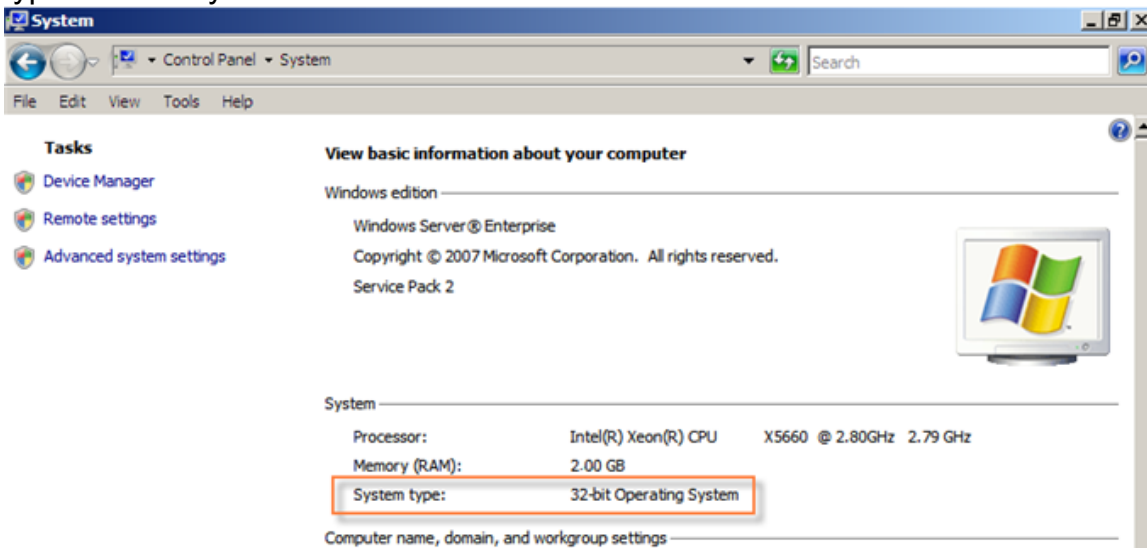 System
Control Panel System
Search
File Edit View Tools Help
Tasks
Device Manager
Remote settings
Advanced system settings
View basic information about your computer
Windows edition
Windows Server® Enterprise
Copyright © 2007 Microsoft Corporation. All rights reserved.
Service Pack 2
System
Processor: Intel(R) Xeon(R) CPU X5660 @ 2.80GHz 2.79 GHz
Memory (RAM): 2.00 GB
System type: 32-bit Operating System
Computer name, domain, and workgroup settings